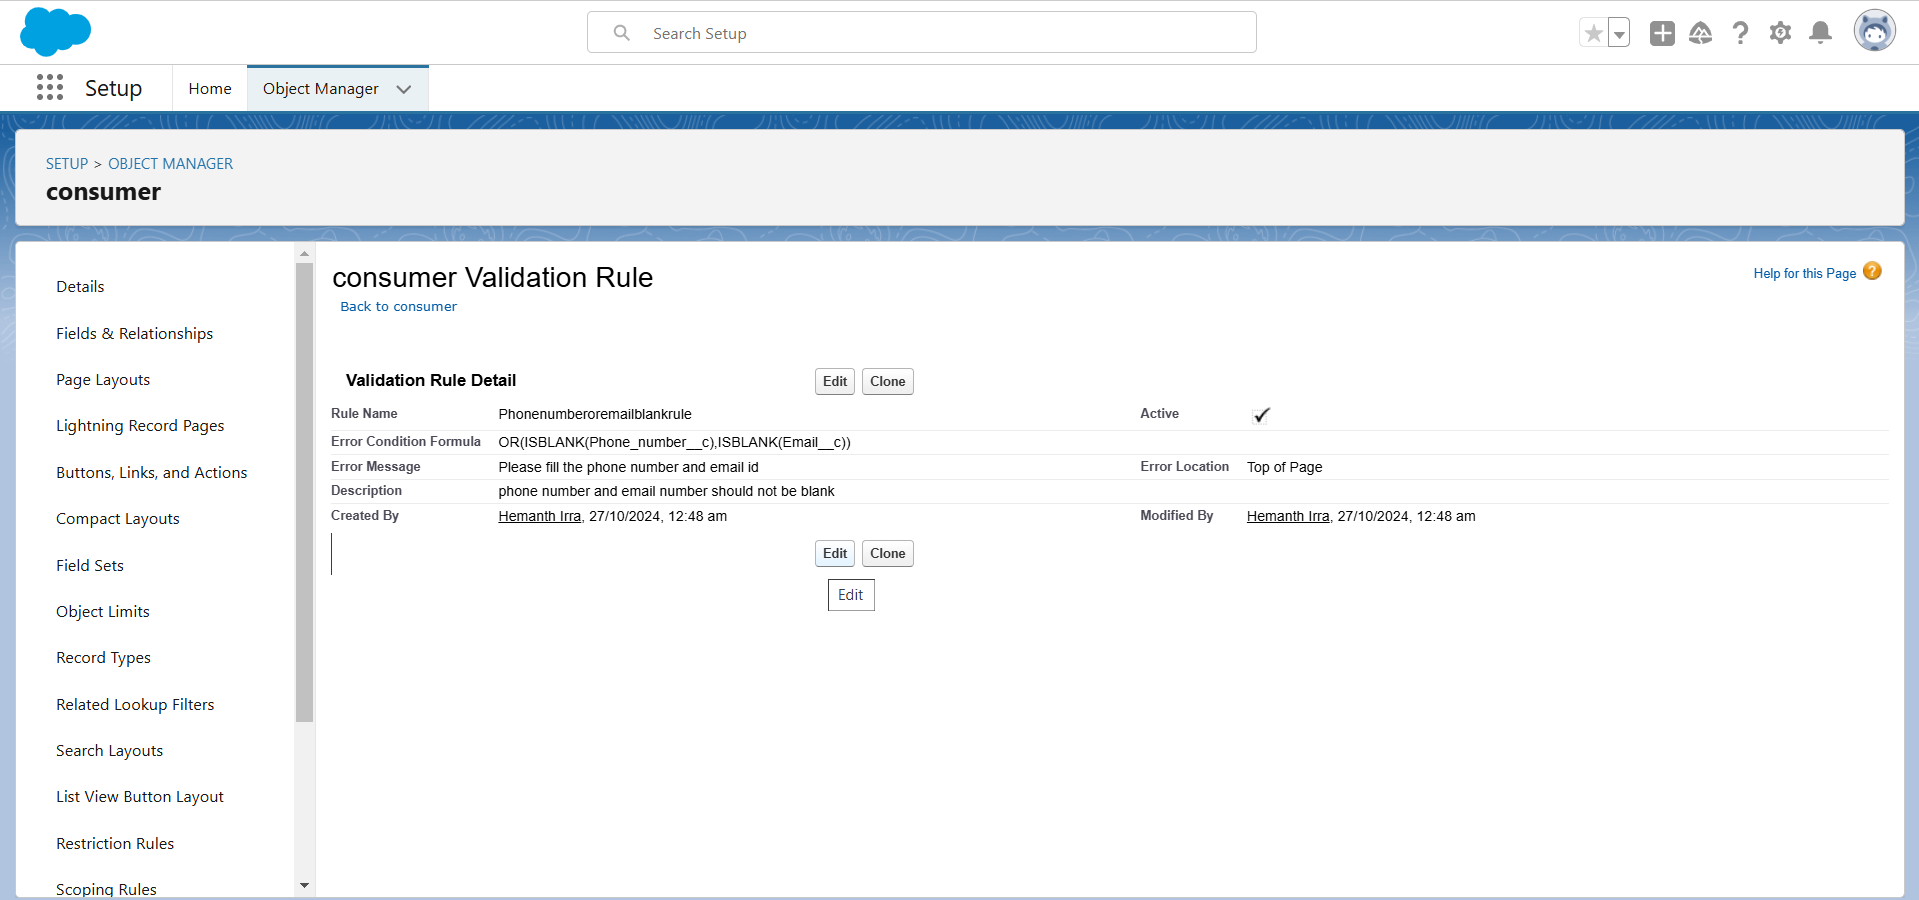 Search Setup
Setup
Home
Object Manager
SETUP > OBJECT MANAGER
consumer
Details
Fields & Relationships
Page Layouts
Lightning Record Pages
Buttons, Links, and Actions
Compact Layouts
Field Sets
Object Limits
Record Types
Related Lookup Filters
Search Layouts
List View Button Layout
Restriction Rules
Scoping Rules
consumer Validation Rule
Help for this Page ?
Back to consumer
Validation Rule Detail
Edit Clone
Rule Name Phonenumberoremailblankrule Active
Error Condition Formula OR(ISBLANK(Phone_number__c),ISBLANK(Email__c))
Error Message Please fill the phone number and email id Error Location Top of Page
Description phone number and email number should not be blank
Created By Hemanth Irra, 27/10/2024, 12:48 am Modified By Hemanth Irra, 27/10/2024, 12:48 am
Edit Clone
Edit